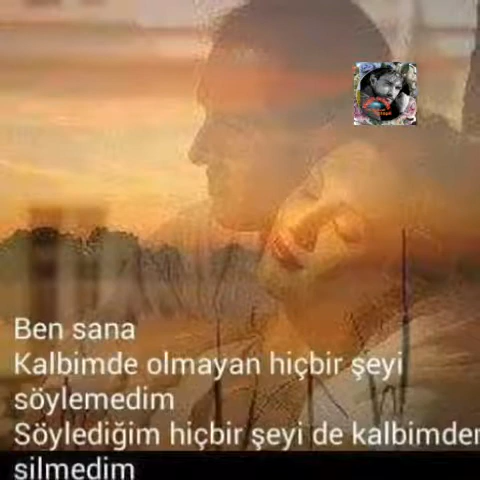 Ben sana
Kalbimde olmayan hiçbir şeyi
söylemedim
Söylediğim hiçbir şeyi de kalbimden
silmedim